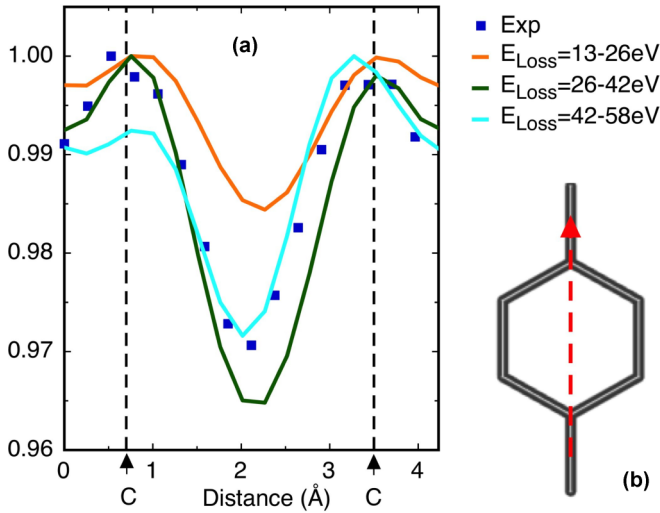 (a)
Exp
E_Loss=13-26eV
E_Loss=26-42eV
E_Loss=42-58eV
1.00
0.99
0.98
0.97
0.96
0 1 2 3 4
C Distance (Å) C
(b)